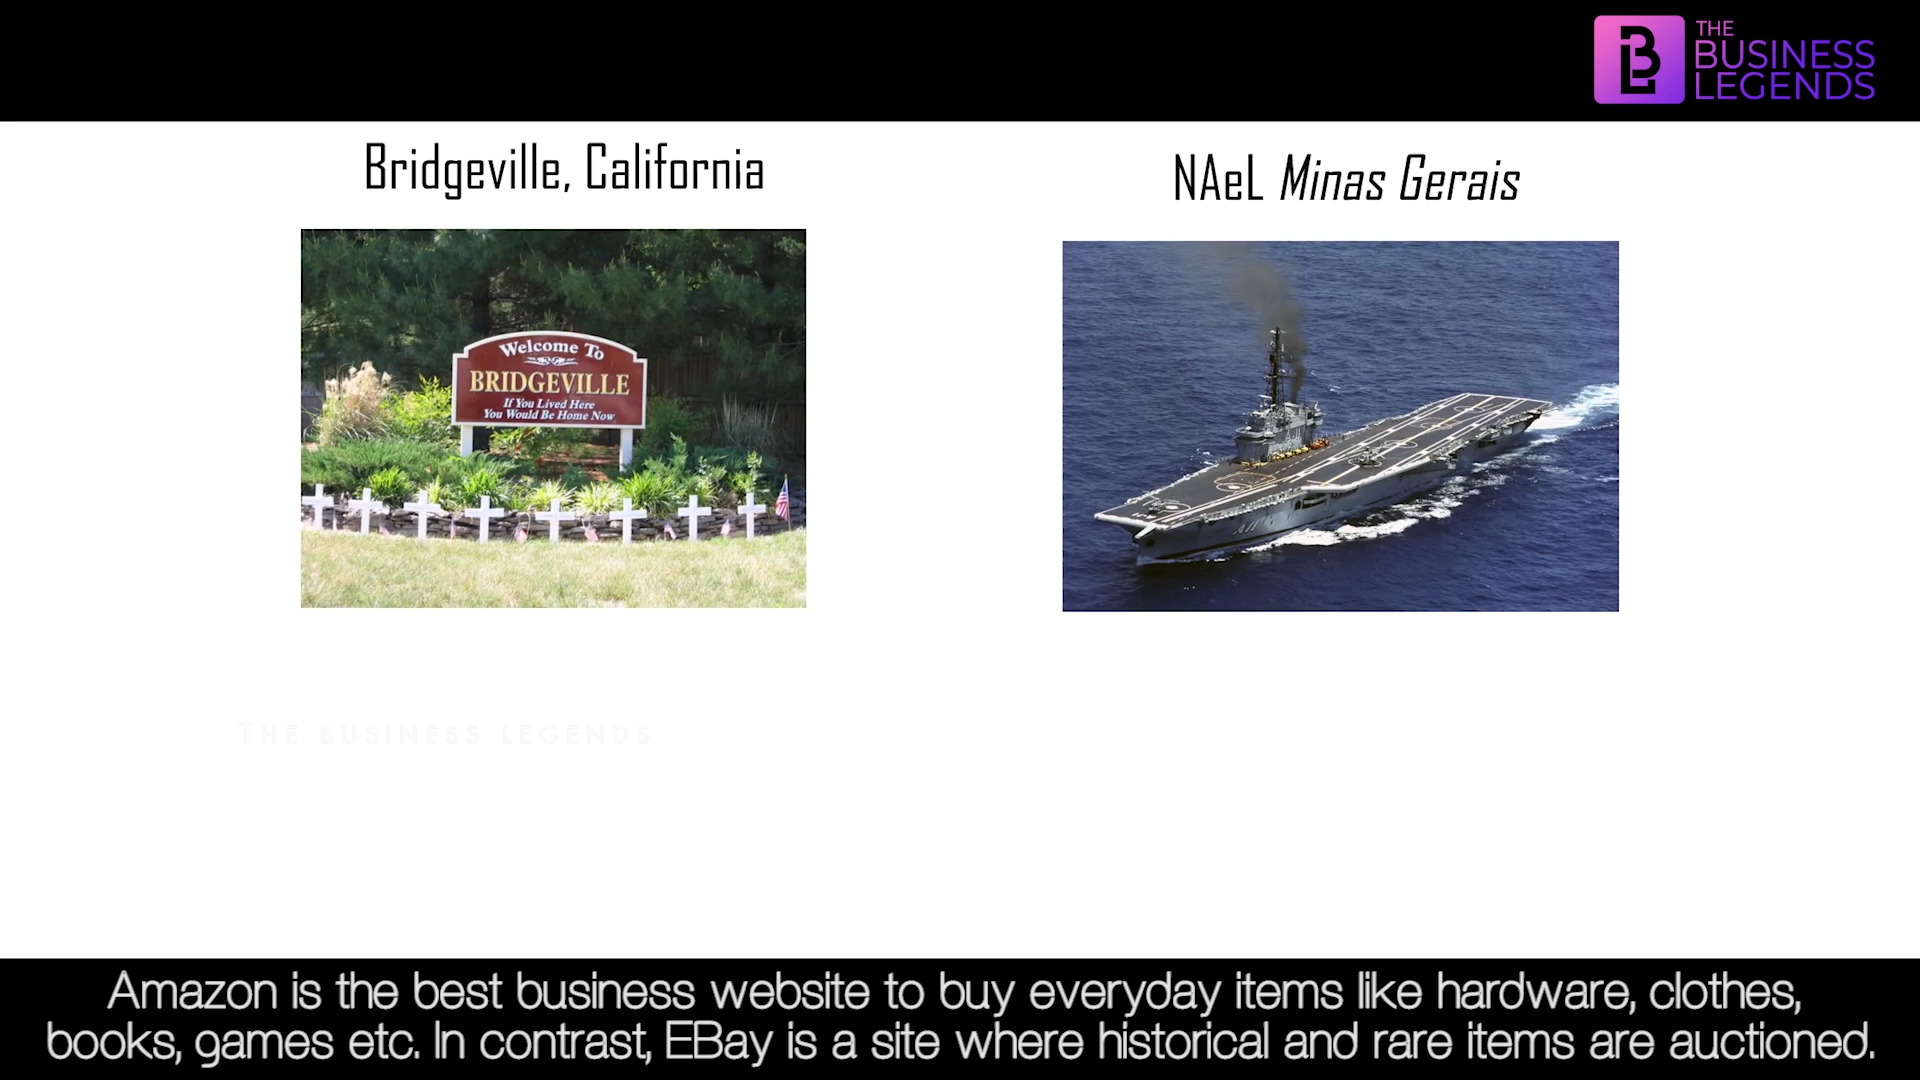 THE
BUSINESS
LEGENDS
Bridgeville, California
NAeL Minas Gerais
Welcome To
BRIDGEVILLE
If You Lived Here
You Would Be Home Now
A11
A11
THE BUSINESS LEGENDS
Amazon is the best business website to buy everyday items like hardware, clothes,
books, games etc. In contrast, EBay is a site where historical and rare items are auctioned.